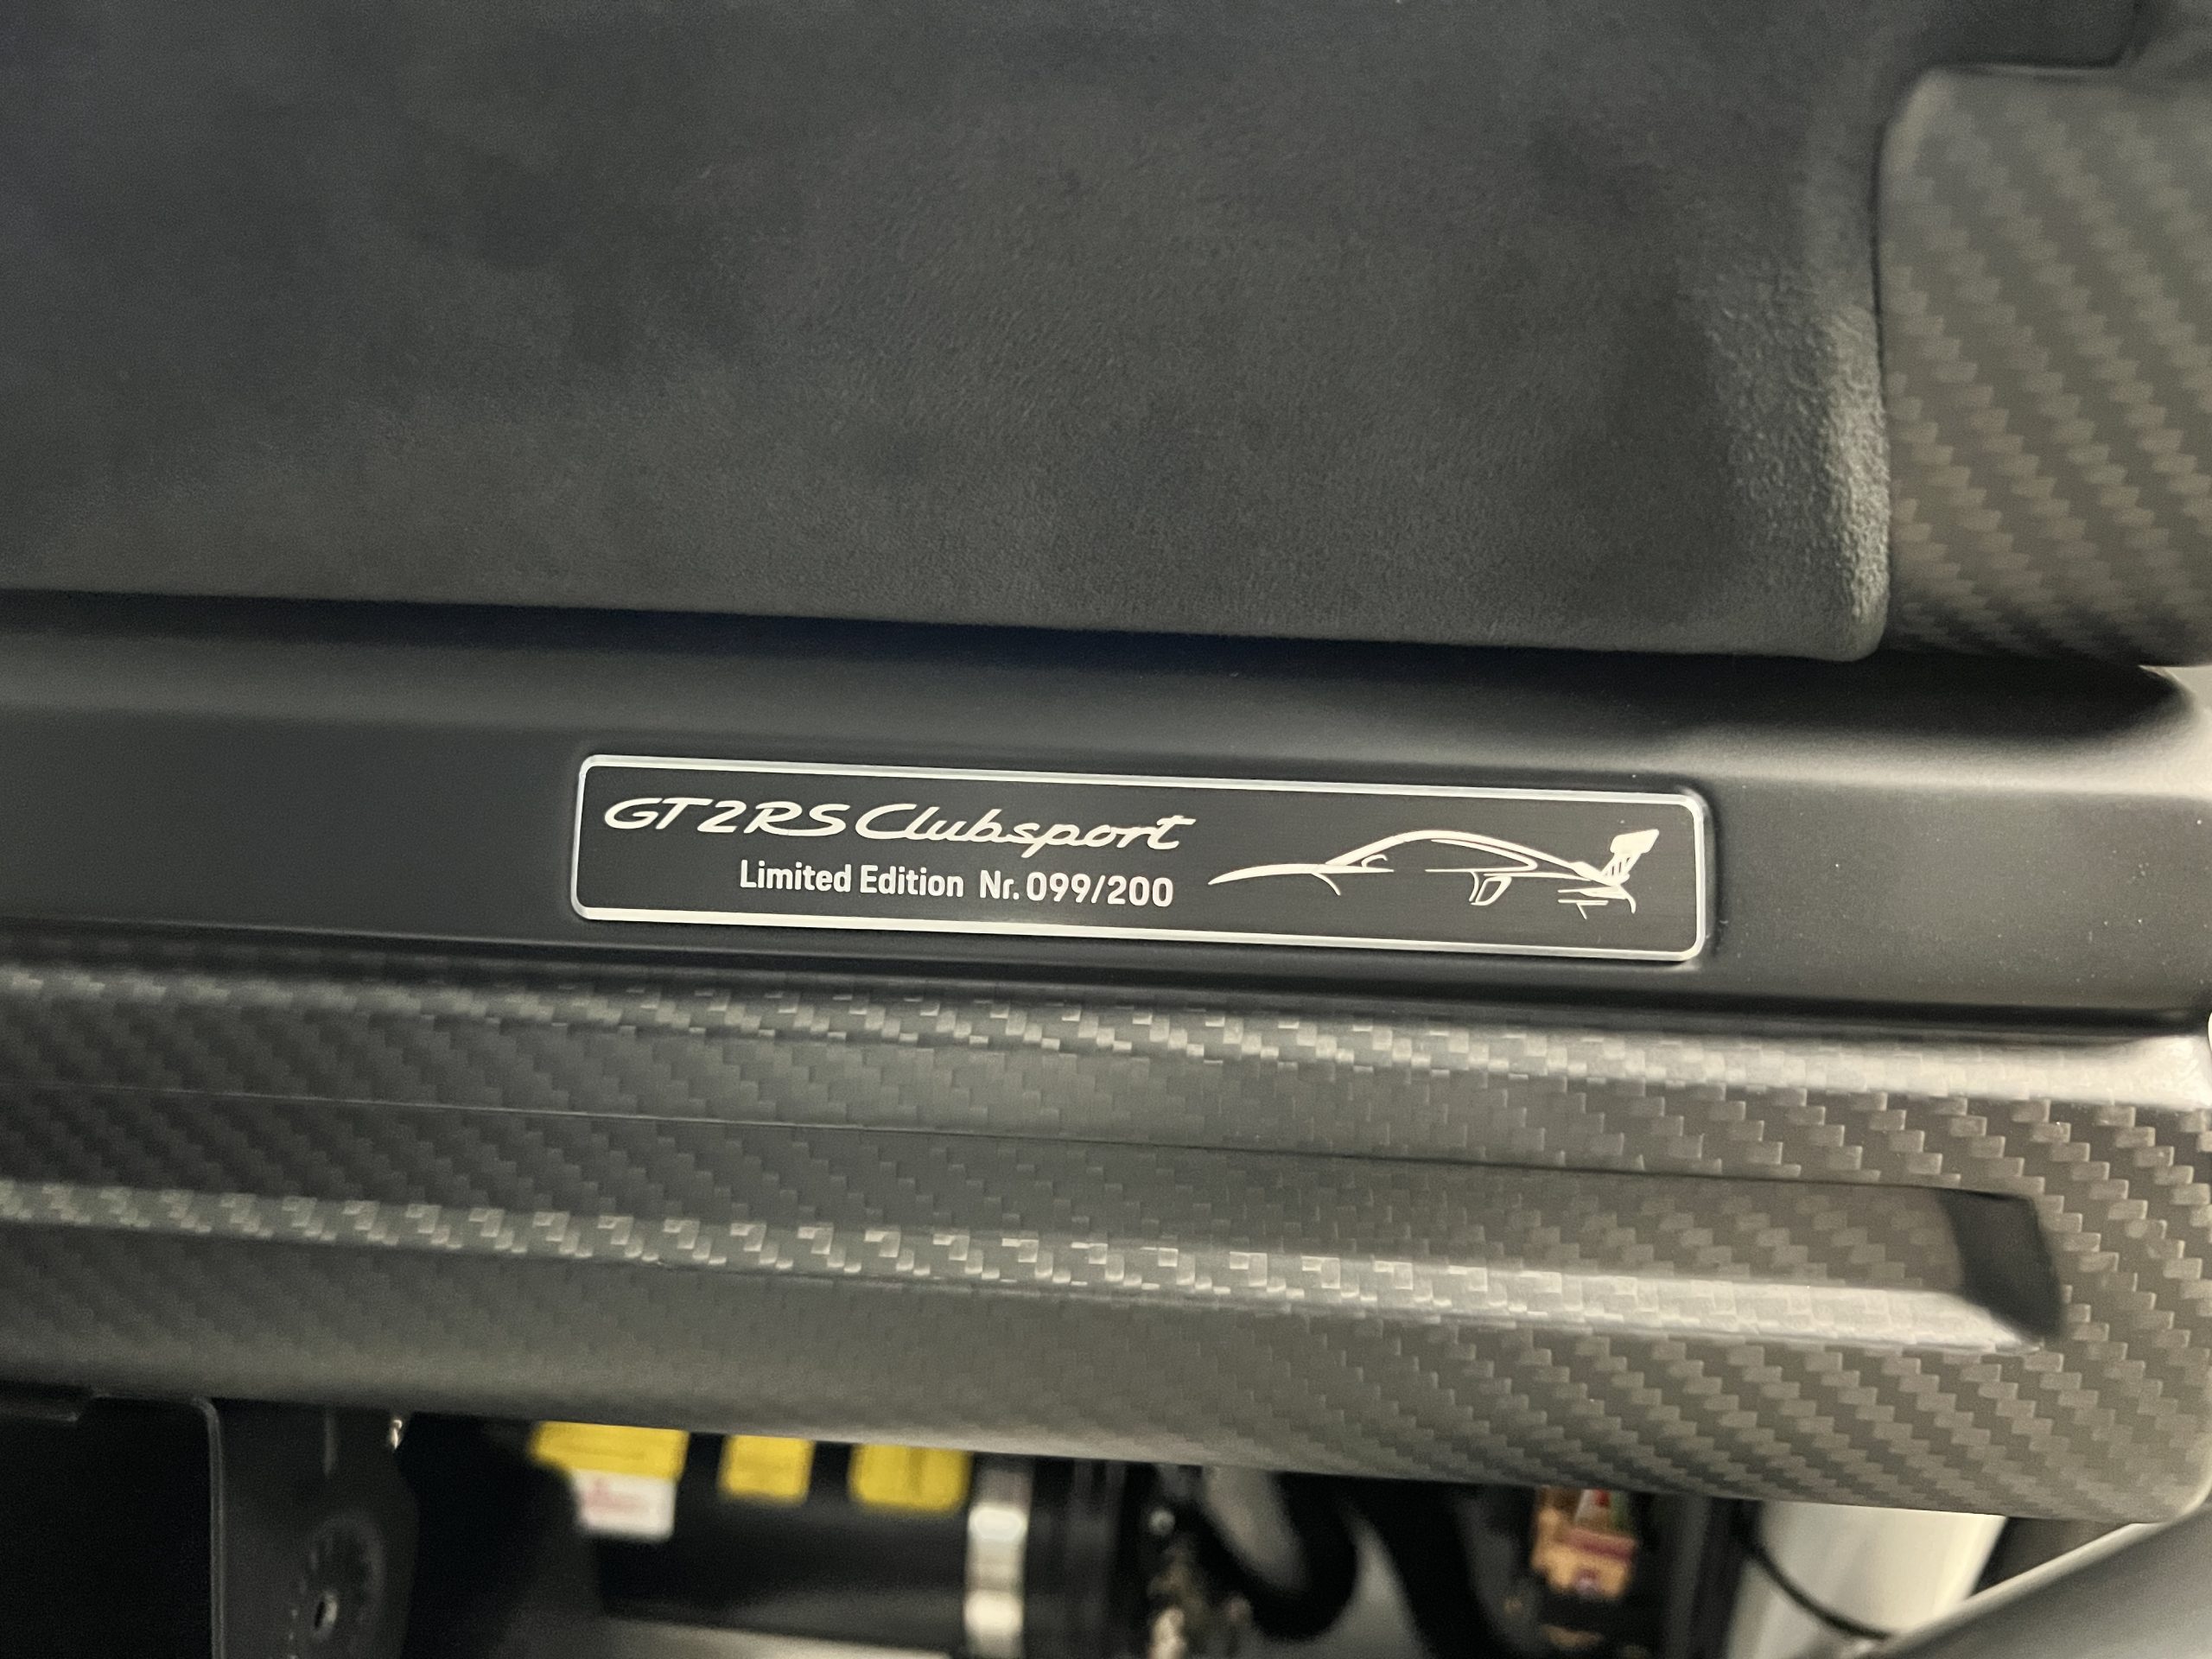 GT2RS Clubsport
Limited Edition Nr. 099/200